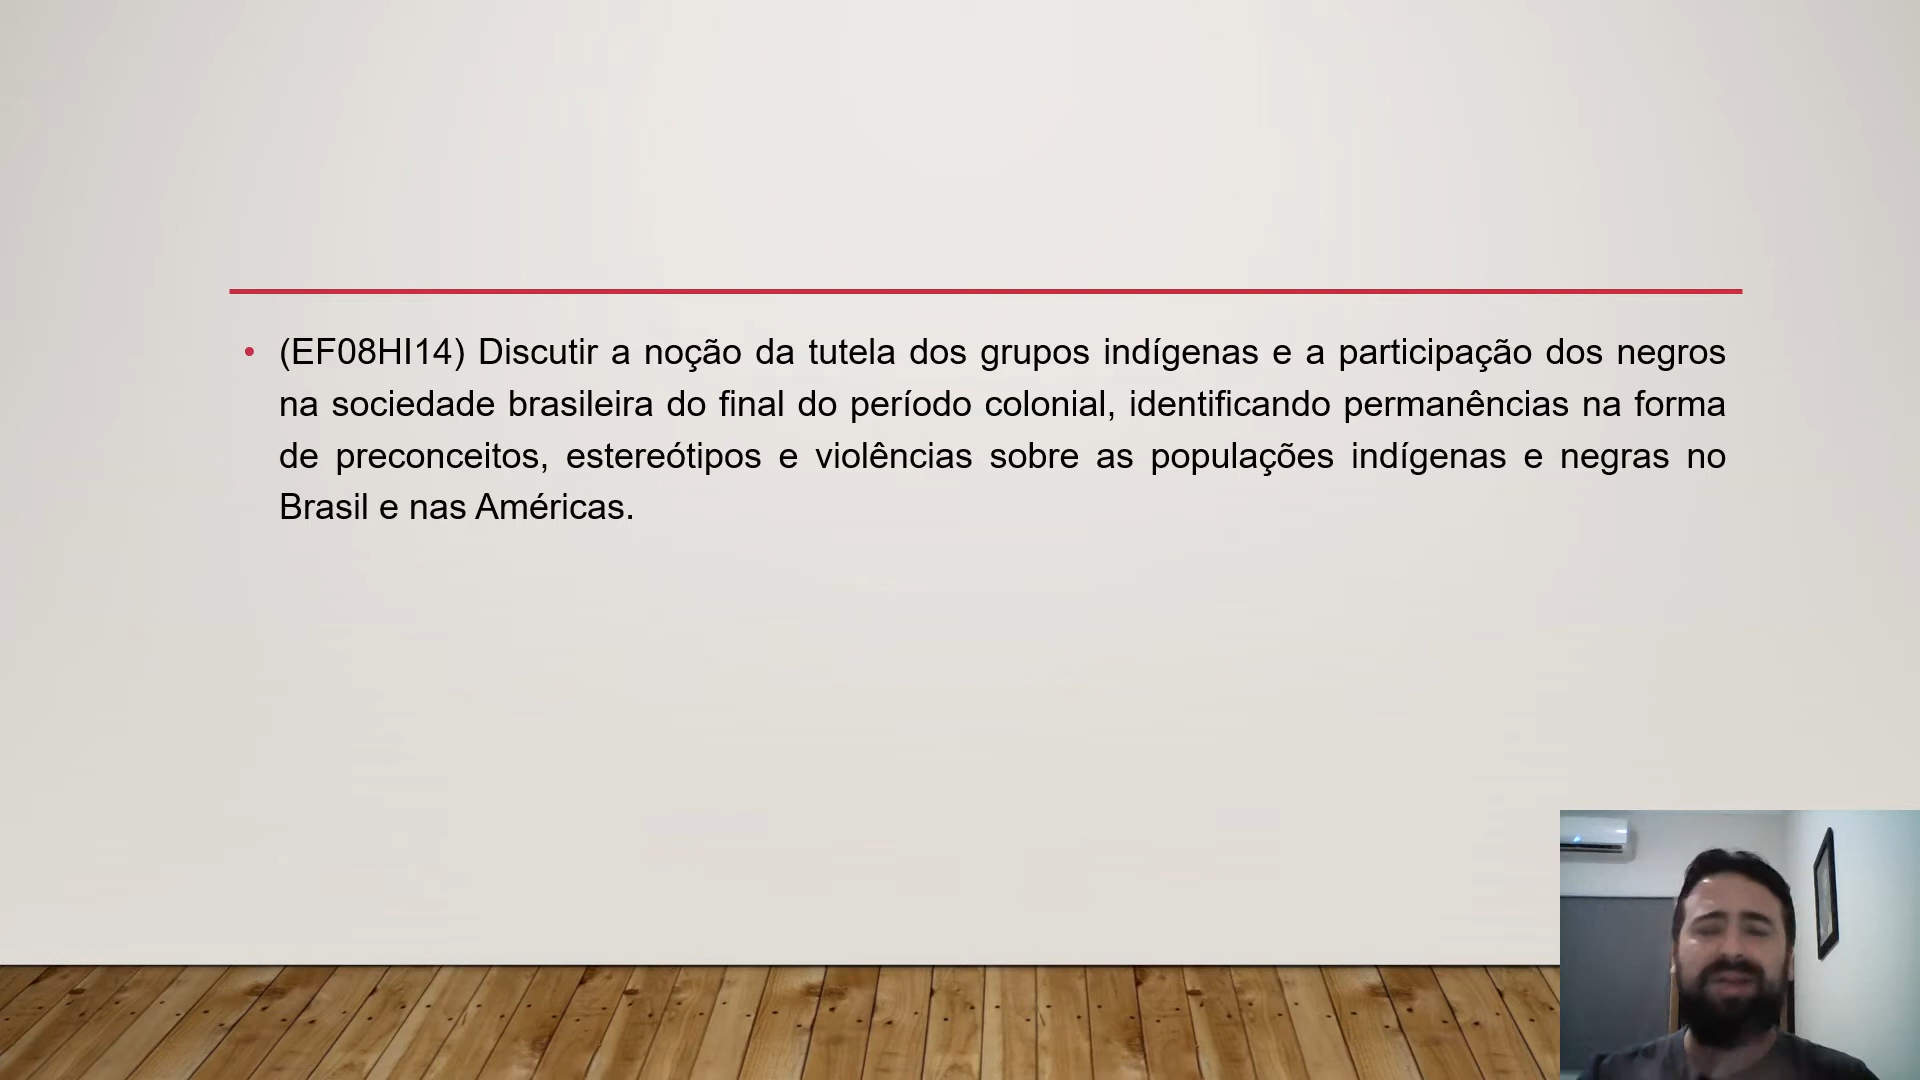 • (EF08HI14) Discutir a noção da tutela dos grupos indígenas e a participação dos negros
na sociedade brasileira do final do período colonial, identificando permanências na forma
de preconceitos, estereótipos e violências sobre as populações indígenas e negras no
Brasil e nas Américas.